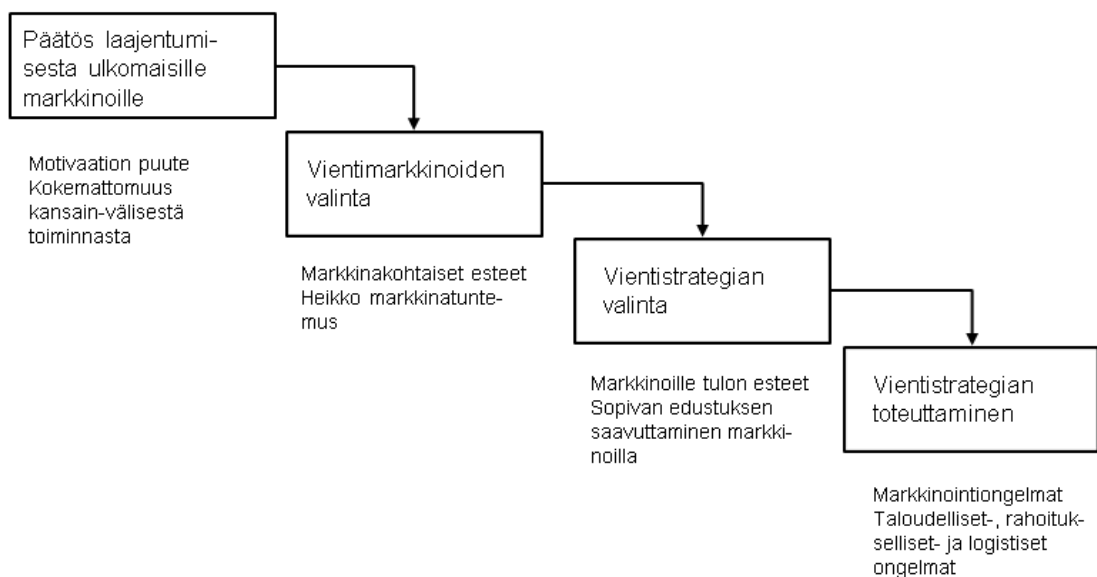 Päätös laajentumi-
sesta ulkomaisille
markkinoille
Motivaation puute
Kokemattomuus
kansain-välisestä
toiminnasta
Vientimarkkinoiden
valinta
Markkinakohtaiset esteet
Heikko markkinatunte-
mus
Vientistrategian
valinta
Markkinoille tulon esteet
Sopivan edustuksen
saavuttaminen markki-
noilla
Vientistrategian
toteuttaminen
Markkinointiongelmat
Taloudelliset-, rahoituk-
selliset- ja logistiset
ongelmat